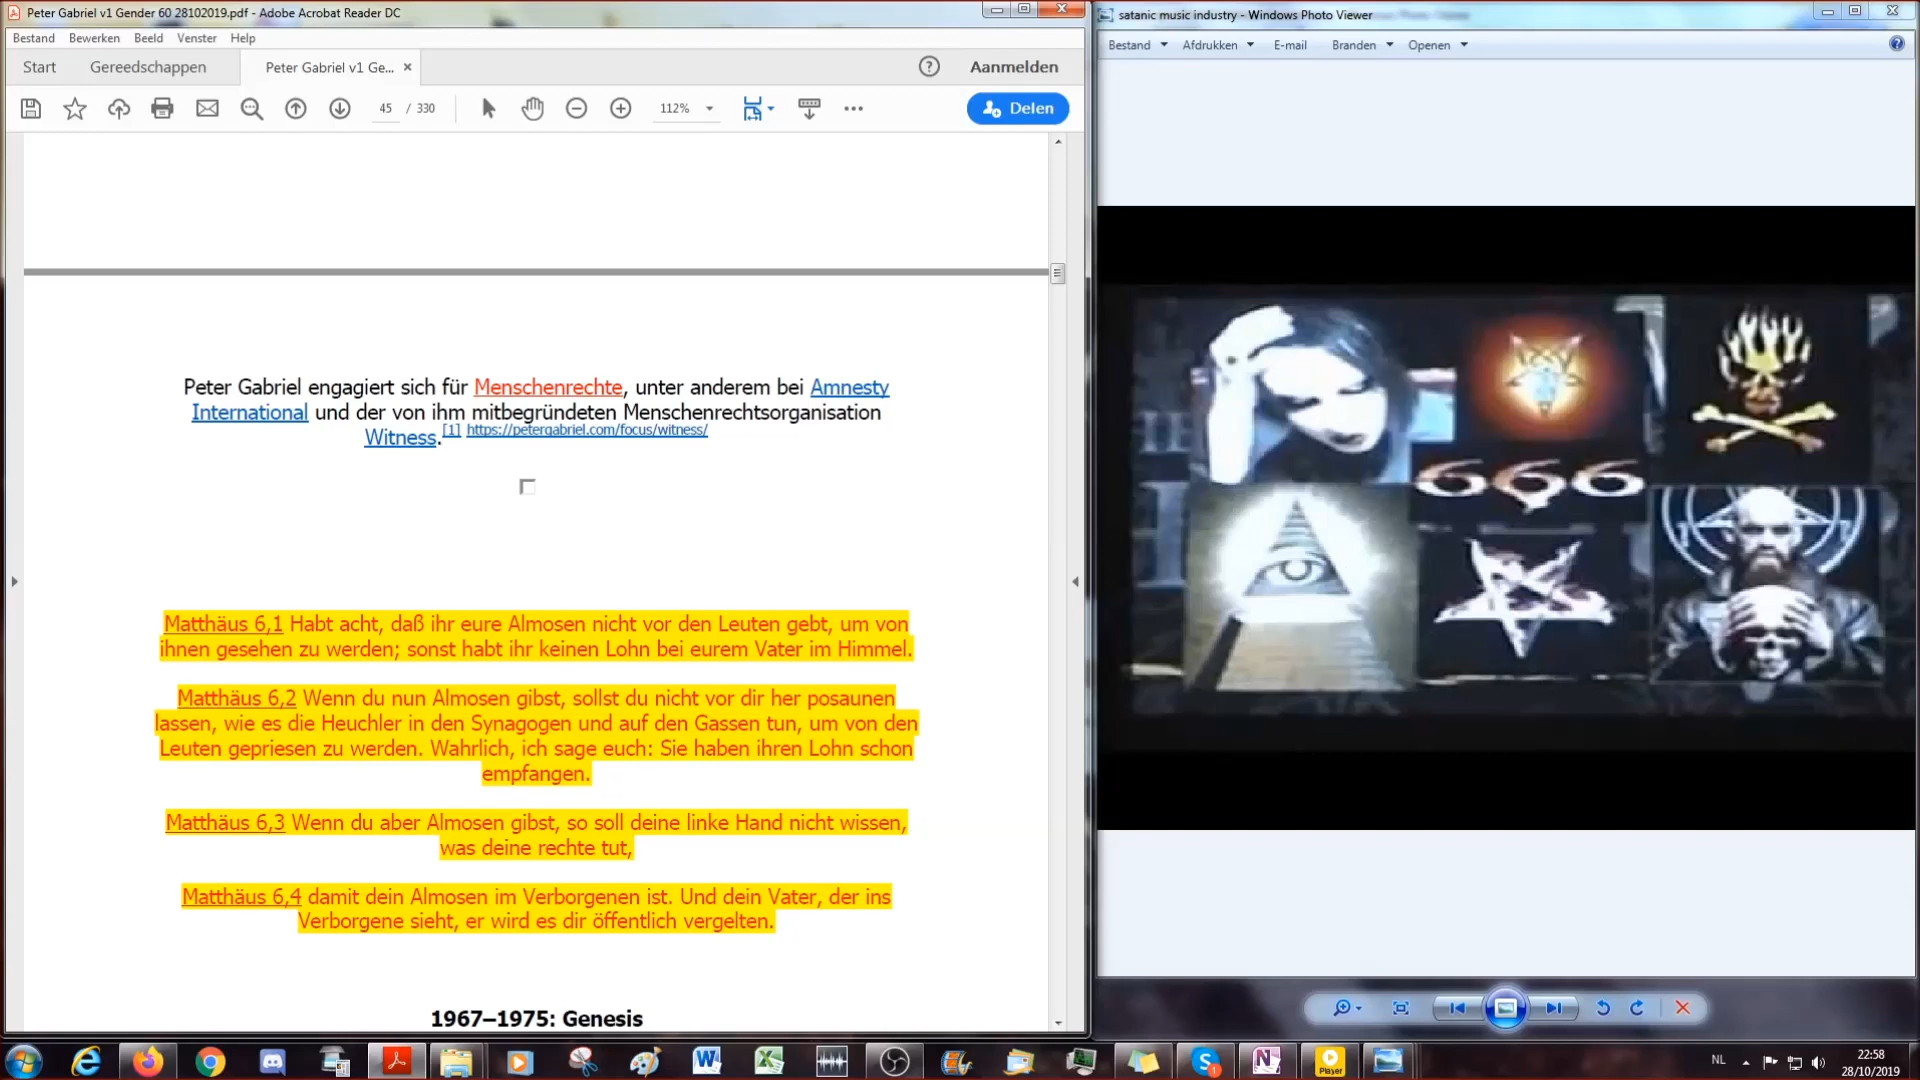 Peter Gabriel v1 Gender 60 28102019.pdf - Adobe Acrobat Reader DC
Bestand Bewerken Beeld Venster Help
Start Gereedschappen Peter Gabriel v1 Ge... Aanmelden
45 / 330 112% Delen
Peter Gabriel engagiert sich für Menschenrechte, unter anderem bei Amnesty
International und der von ihm mitbegründeten Menschenrechtsorganisation
Witness.[1] https://petergabriel.com/focus/witness/
Matthäus 6,1 Habt acht, daß ihr eure Almosen nicht vor den Leuten gebt, um von
ihnen gesehen zu werden; sonst habt ihr keinen Lohn bei eurem Vater im Himmel.
Matthäus 6,2 Wenn du nun Almosen gibst, sollst du nicht vor dir her posaunen
lassen, wie es die Heuchler in den Synagogen und auf den Gassen tun, um von den
Leuten gepriesen zu werden. Wahrlich, ich sage euch: Sie haben ihren Lohn schon
empfangen.
Matthäus 6,3 Wenn du aber Almosen gibst, so soll deine linke Hand nicht wissen,
was deine rechte tut,
Matthäus 6,4 damit dein Almosen im Verborgenen ist. Und dein Vater, der ins
Verborgene sieht, er wird es dir öffentlich vergelten.
1967–1975: Genesis
satanic music industry - Windows Photo Viewer
Bestand Afdrukken E-mail Branden Openen
666
Player
NL
22:58
28/10/2019